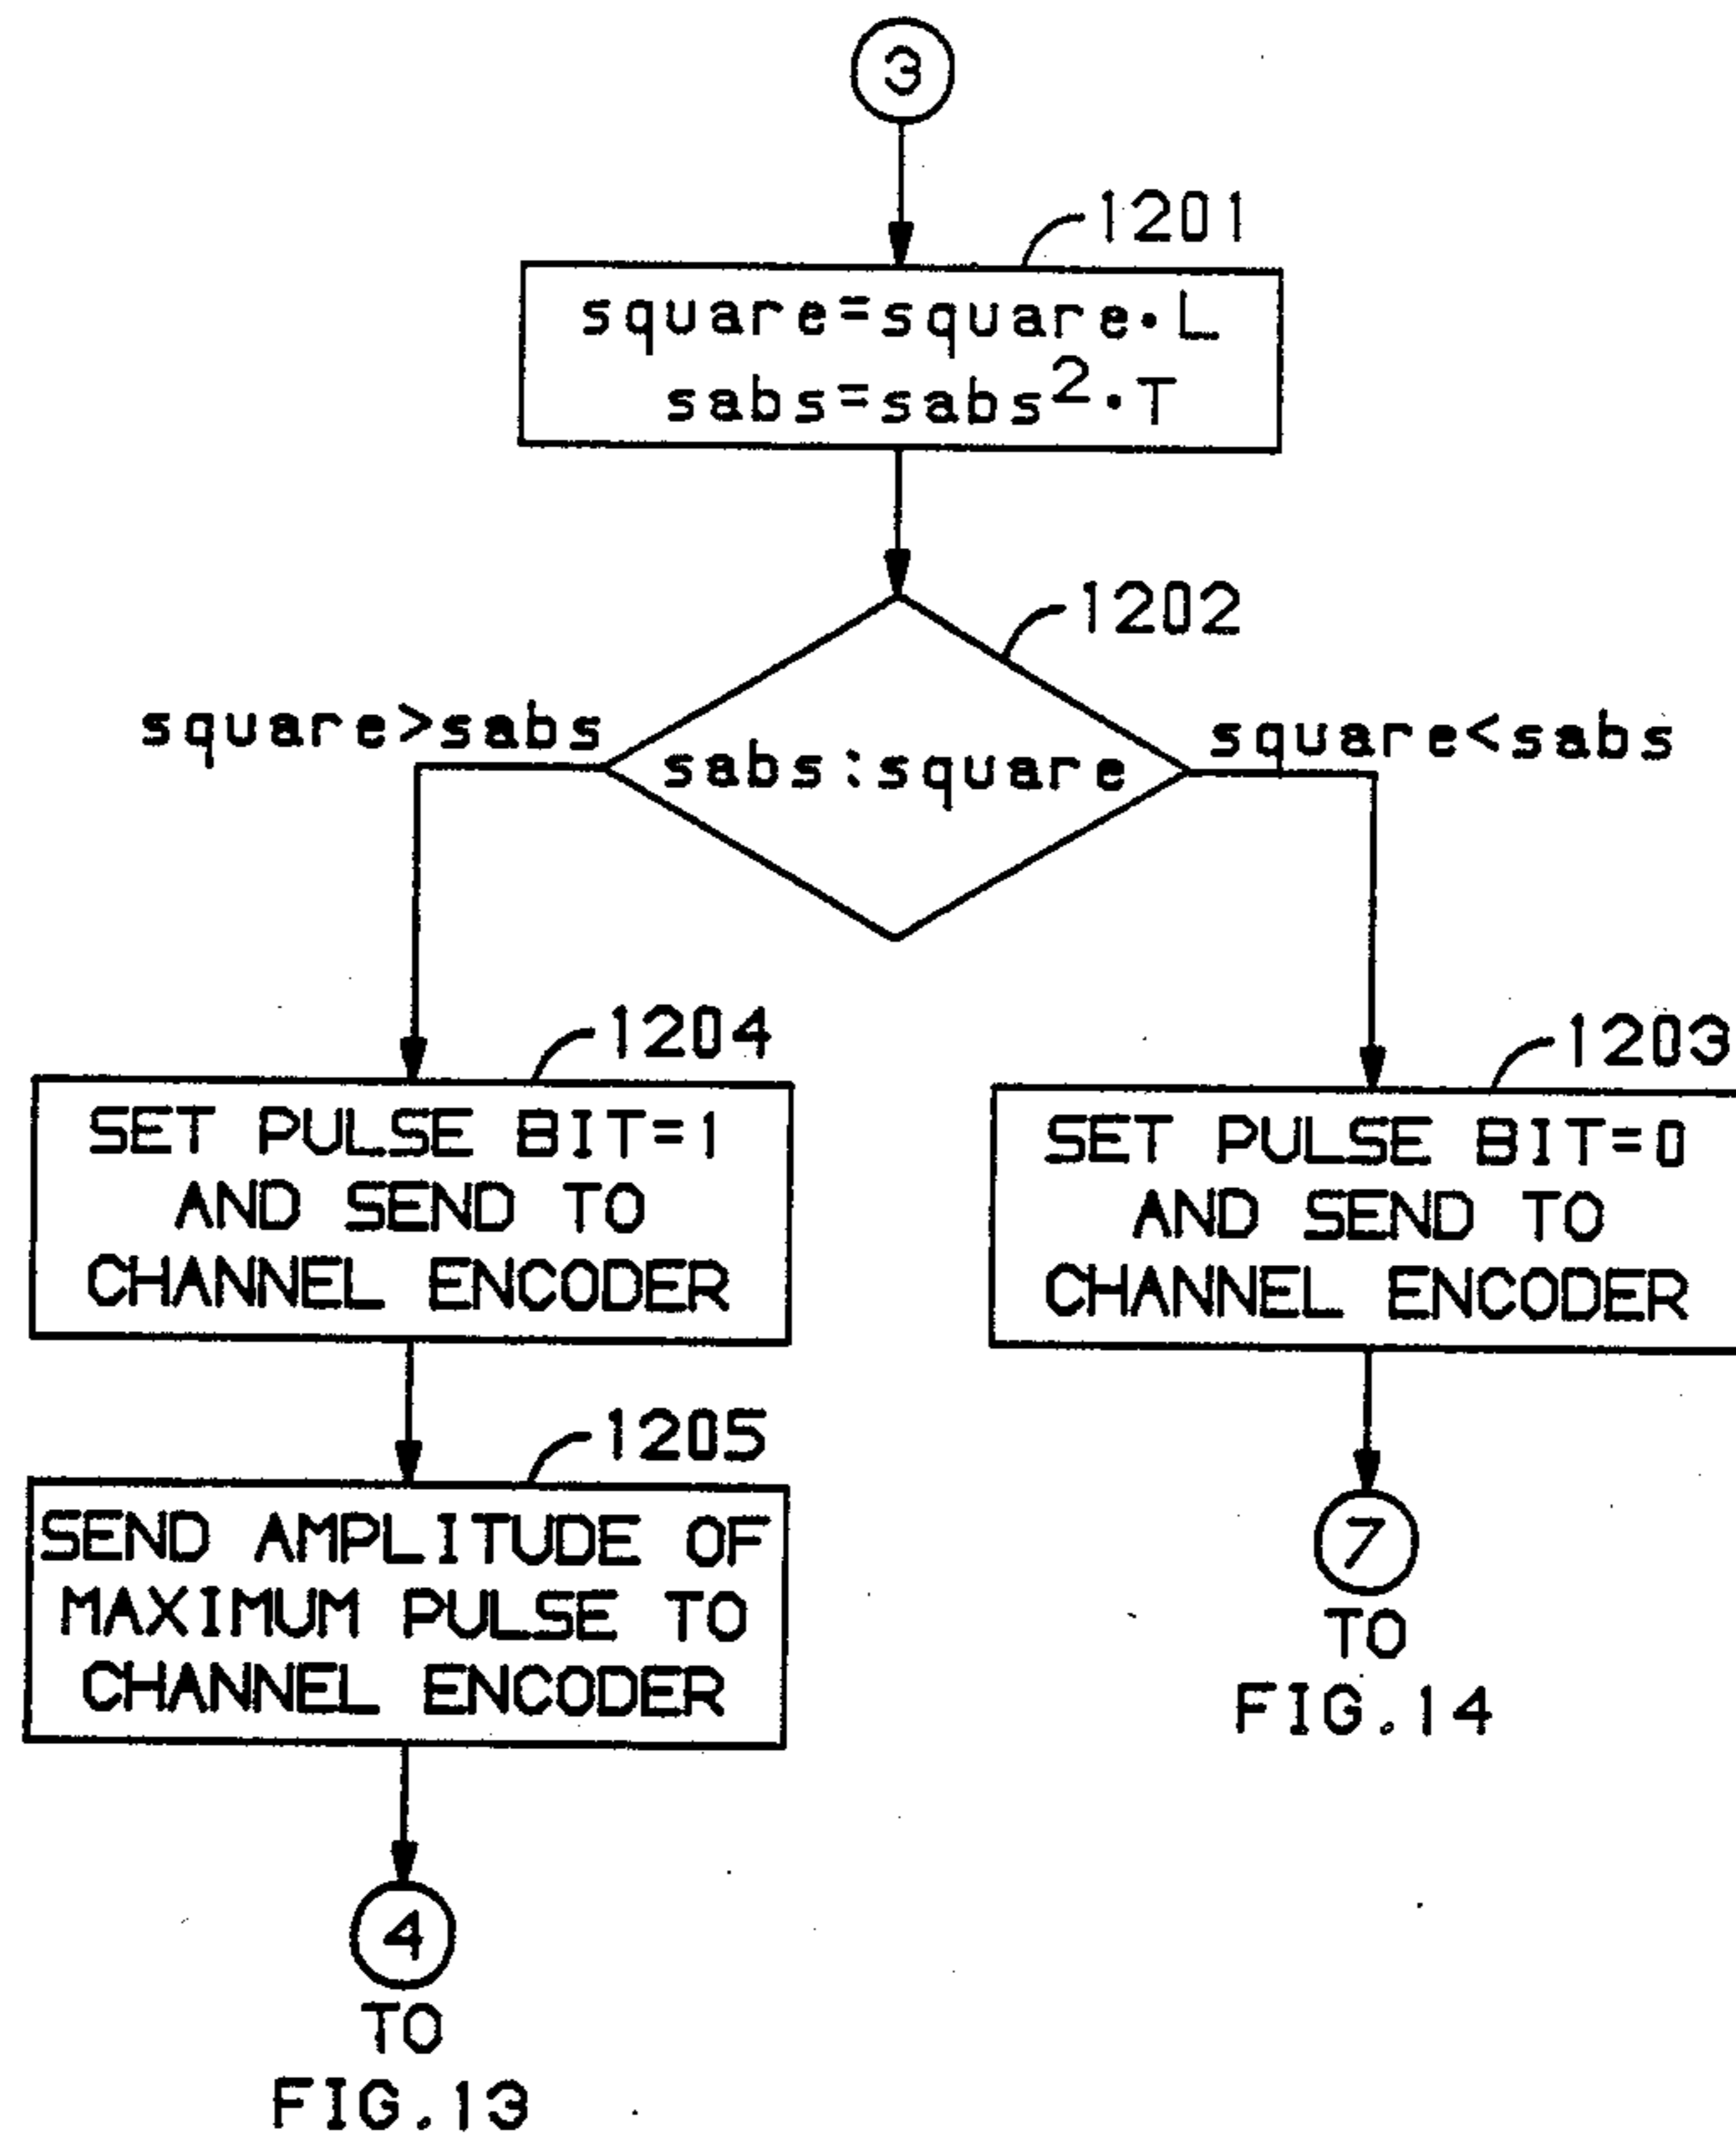 3
1201
square=square·L
sabs=sabs²·T
1202
square>sabs
sabs:square
square<sabs
1204
SET PULSE BIT=1
AND SEND TO
CHANNEL ENCODER
1203
SET PULSE BIT=0
AND SEND TO
CHANNEL ENCODER
1205
SEND AMPLITUDE OF
MAXIMUM PULSE TO
CHANNEL ENCODER
7
TO
FIG.14
4
TO
FIG.13